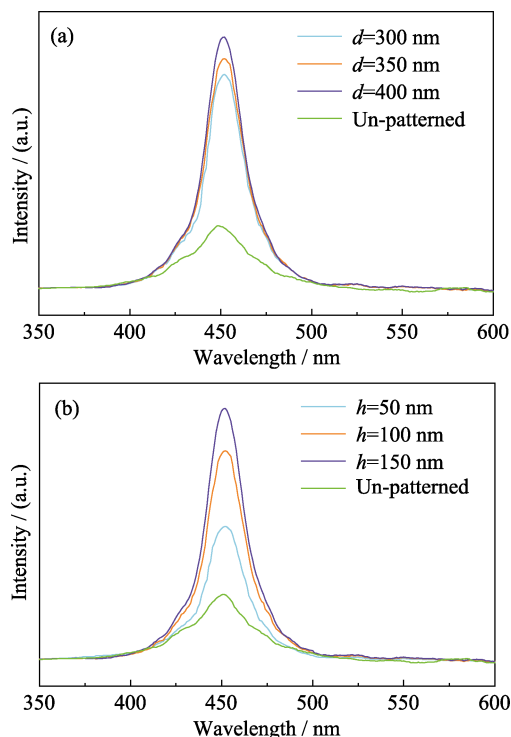 (a)
d=300 nm
d=350 nm
d=400 nm
Un-patterned
Intensity / (a.u.)
350 400 450 500 550 600
Wavelength / nm
(b)
h=50 nm
h=100 nm
h=150 nm
Un-patterned
Intensity / (a.u.)
350 400 450 500 550 600
Wavelength / nm